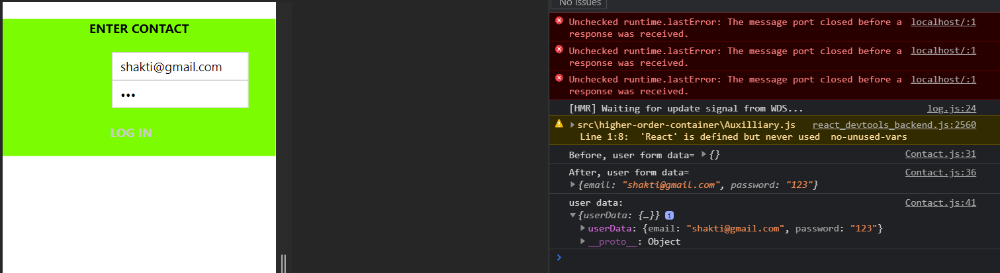 ENTER CONTACT
shakti@gmail.com
•••
LOG IN
No Issues
Unchecked runtime.lastError: The message port closed before a localhost/:1
response was received.
Unchecked runtime.lastError: The message port closed before a localhost/:1
response was received.
Unchecked runtime.lastError: The message port closed before a localhost/:1
response was received.
[HMR] Waiting for update signal from WDS... log.js:24
src\higher-order-container\Auxilliary.js react_devtools_backend.js:2560
Line 1:8: 'React' is defined but never used no-unused-vars
Before, user form data= {} Contact.js:31
After, user form data= Contact.js:36
{email: "shakti@gmail.com", password: "123"}
user data: Contact.js:41
{userData: {…}} i
userData: {email: "shakti@gmail.com", password: "123"}
__proto__: Object